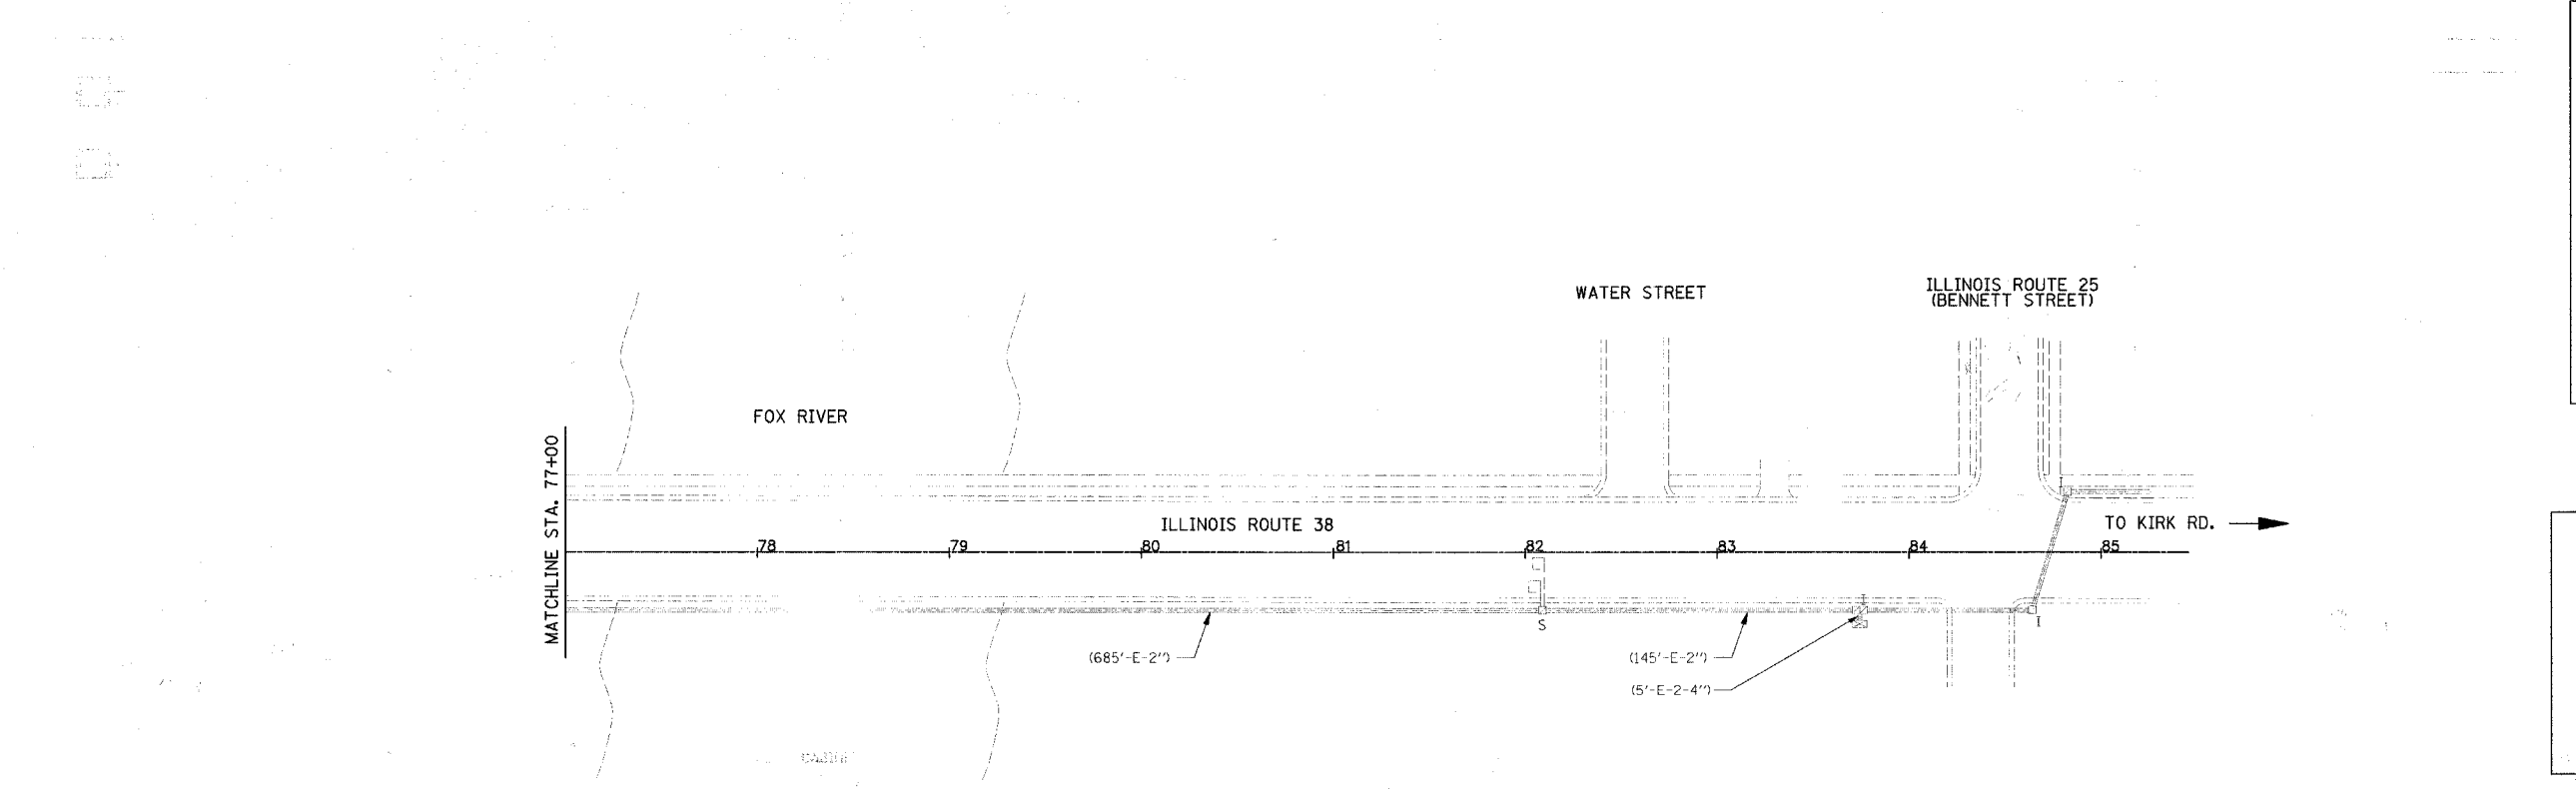 WATER STREET
ILLINOIS ROUTE 25
(BENNETT STREET)
FOX RIVER
MATCHLINE STA. 77+00
ILLINOIS ROUTE 38
TO KIRK RD.
78
79
80
81
82
83
84
85
S
I
I
I
(685'-E-2")
(145'-E-2")
(5'-E-2-4")